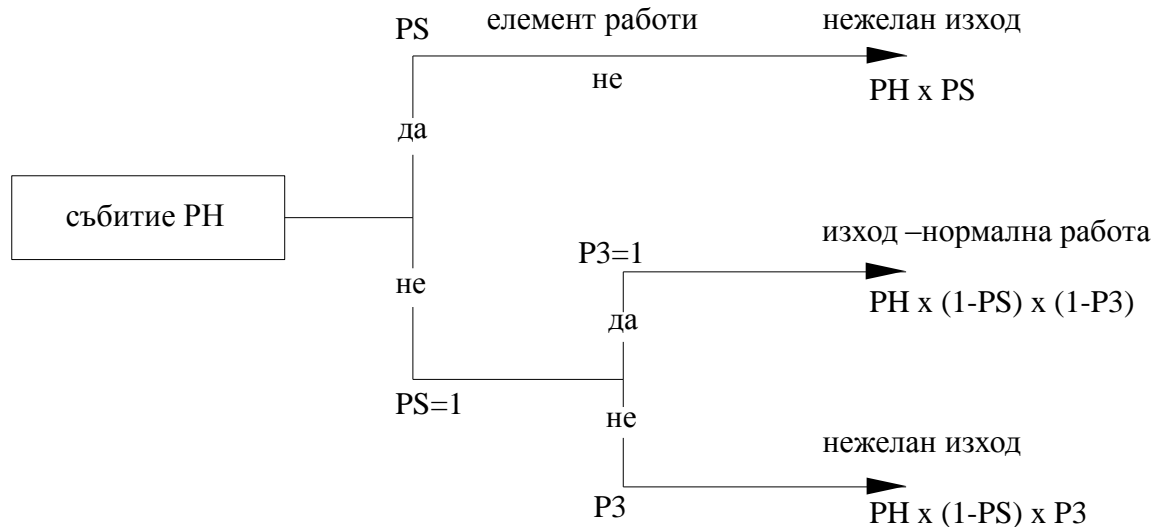 PS
елемент работи
нежелан изход
не
PH x PS
да
събитие PH
изход –нормална работа
P3=1
не
PH x (1-PS) x (1-P3)
да
PS=1
не
нежелан изход
P3
PH x (1-PS) x P3